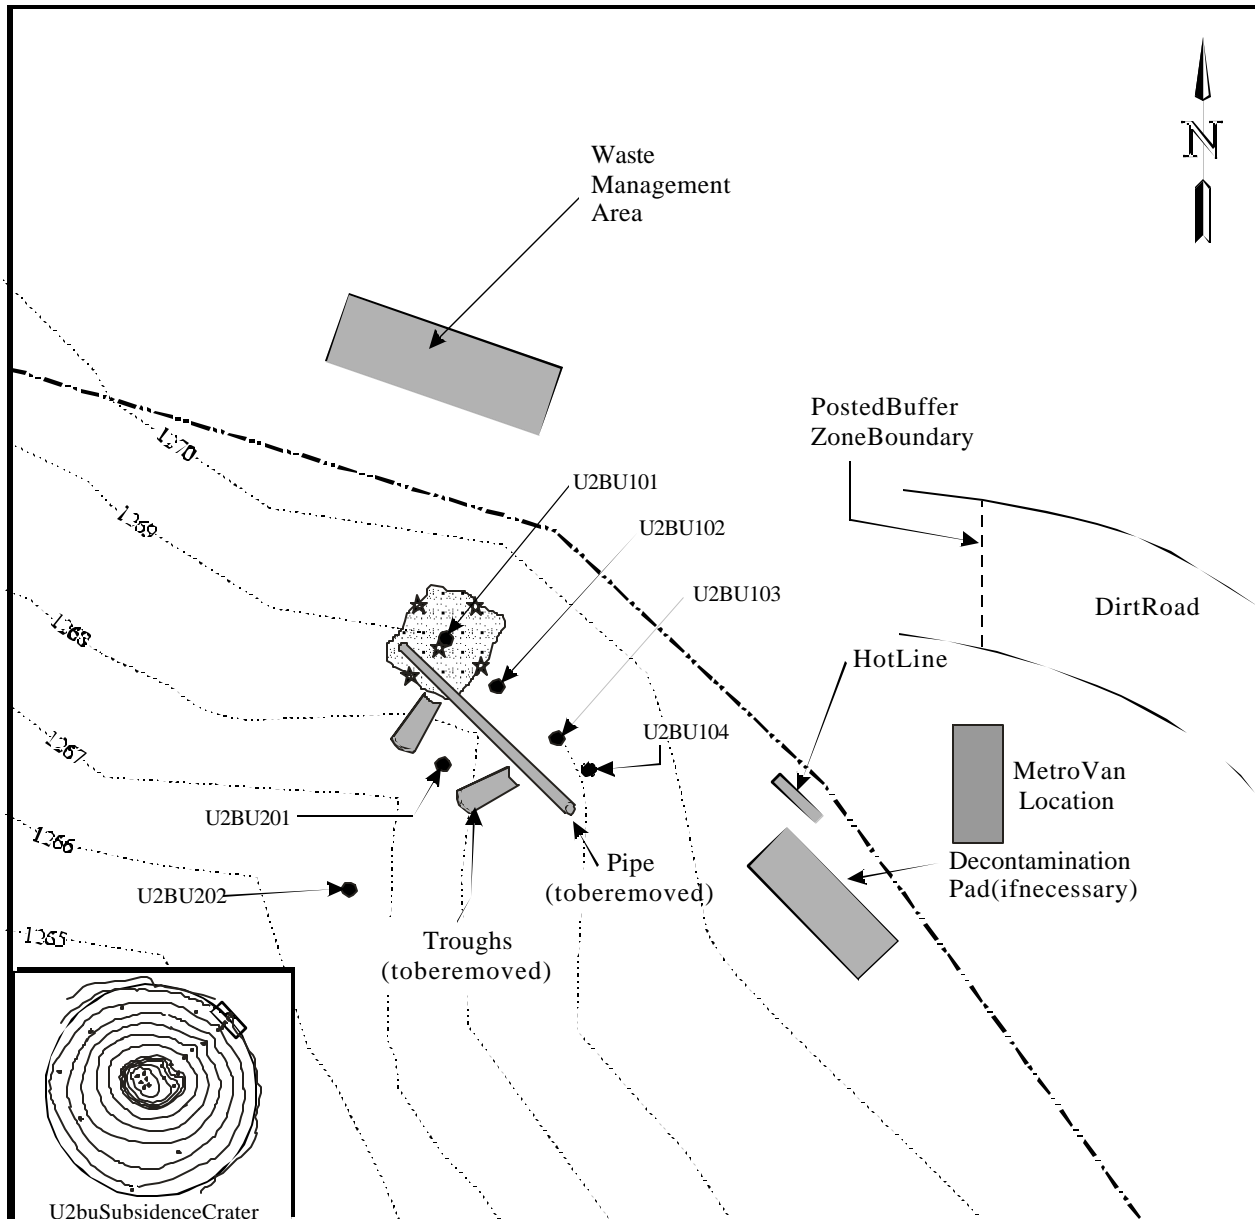 N
Waste
Management
Area
PostedBuffer
ZoneBoundary
1270
U2BU101
1269
U2BU102
U2BU103
DirtRoad
1268
HotLine
U2BU104
1267
MetroVan
Location
U2BU201
1266
Pipe
(toberemoved)
Decontamination
Pad(ifnecessary)
U2BU202
1265
Troughs
(toberemoved)
U2buSubsidenceCrater